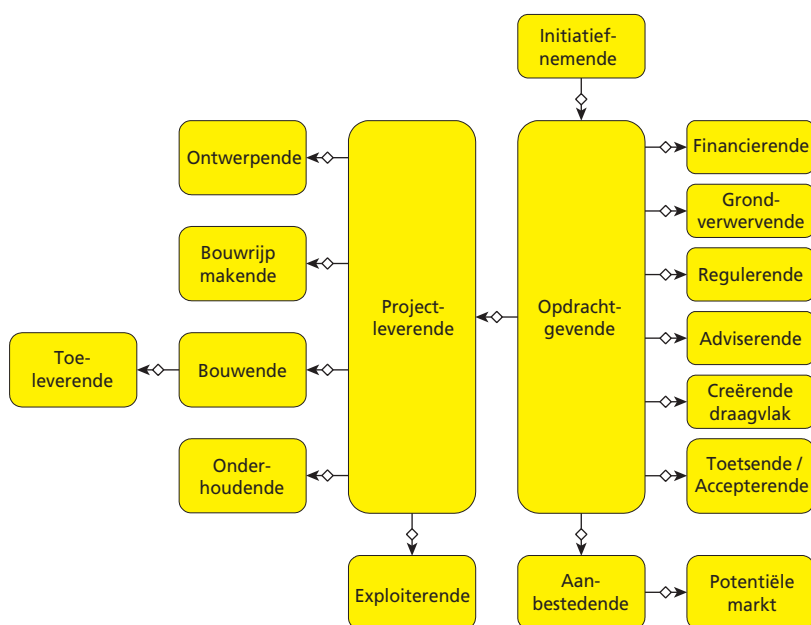 Initiatief-
nemende
Ontwerpende
Bouwrijp
makende
Toe-
leverende
Bouwende
Onder-
houdende
Project-
leverende
Exploiterende
Opdracht-
gevende
Financierende
Grond-
verwervende
Regulerende
Adviserende
Creërende
draagvlak
Toetsende /
Accepterende
Aan-
bestedende
Potentiële
markt